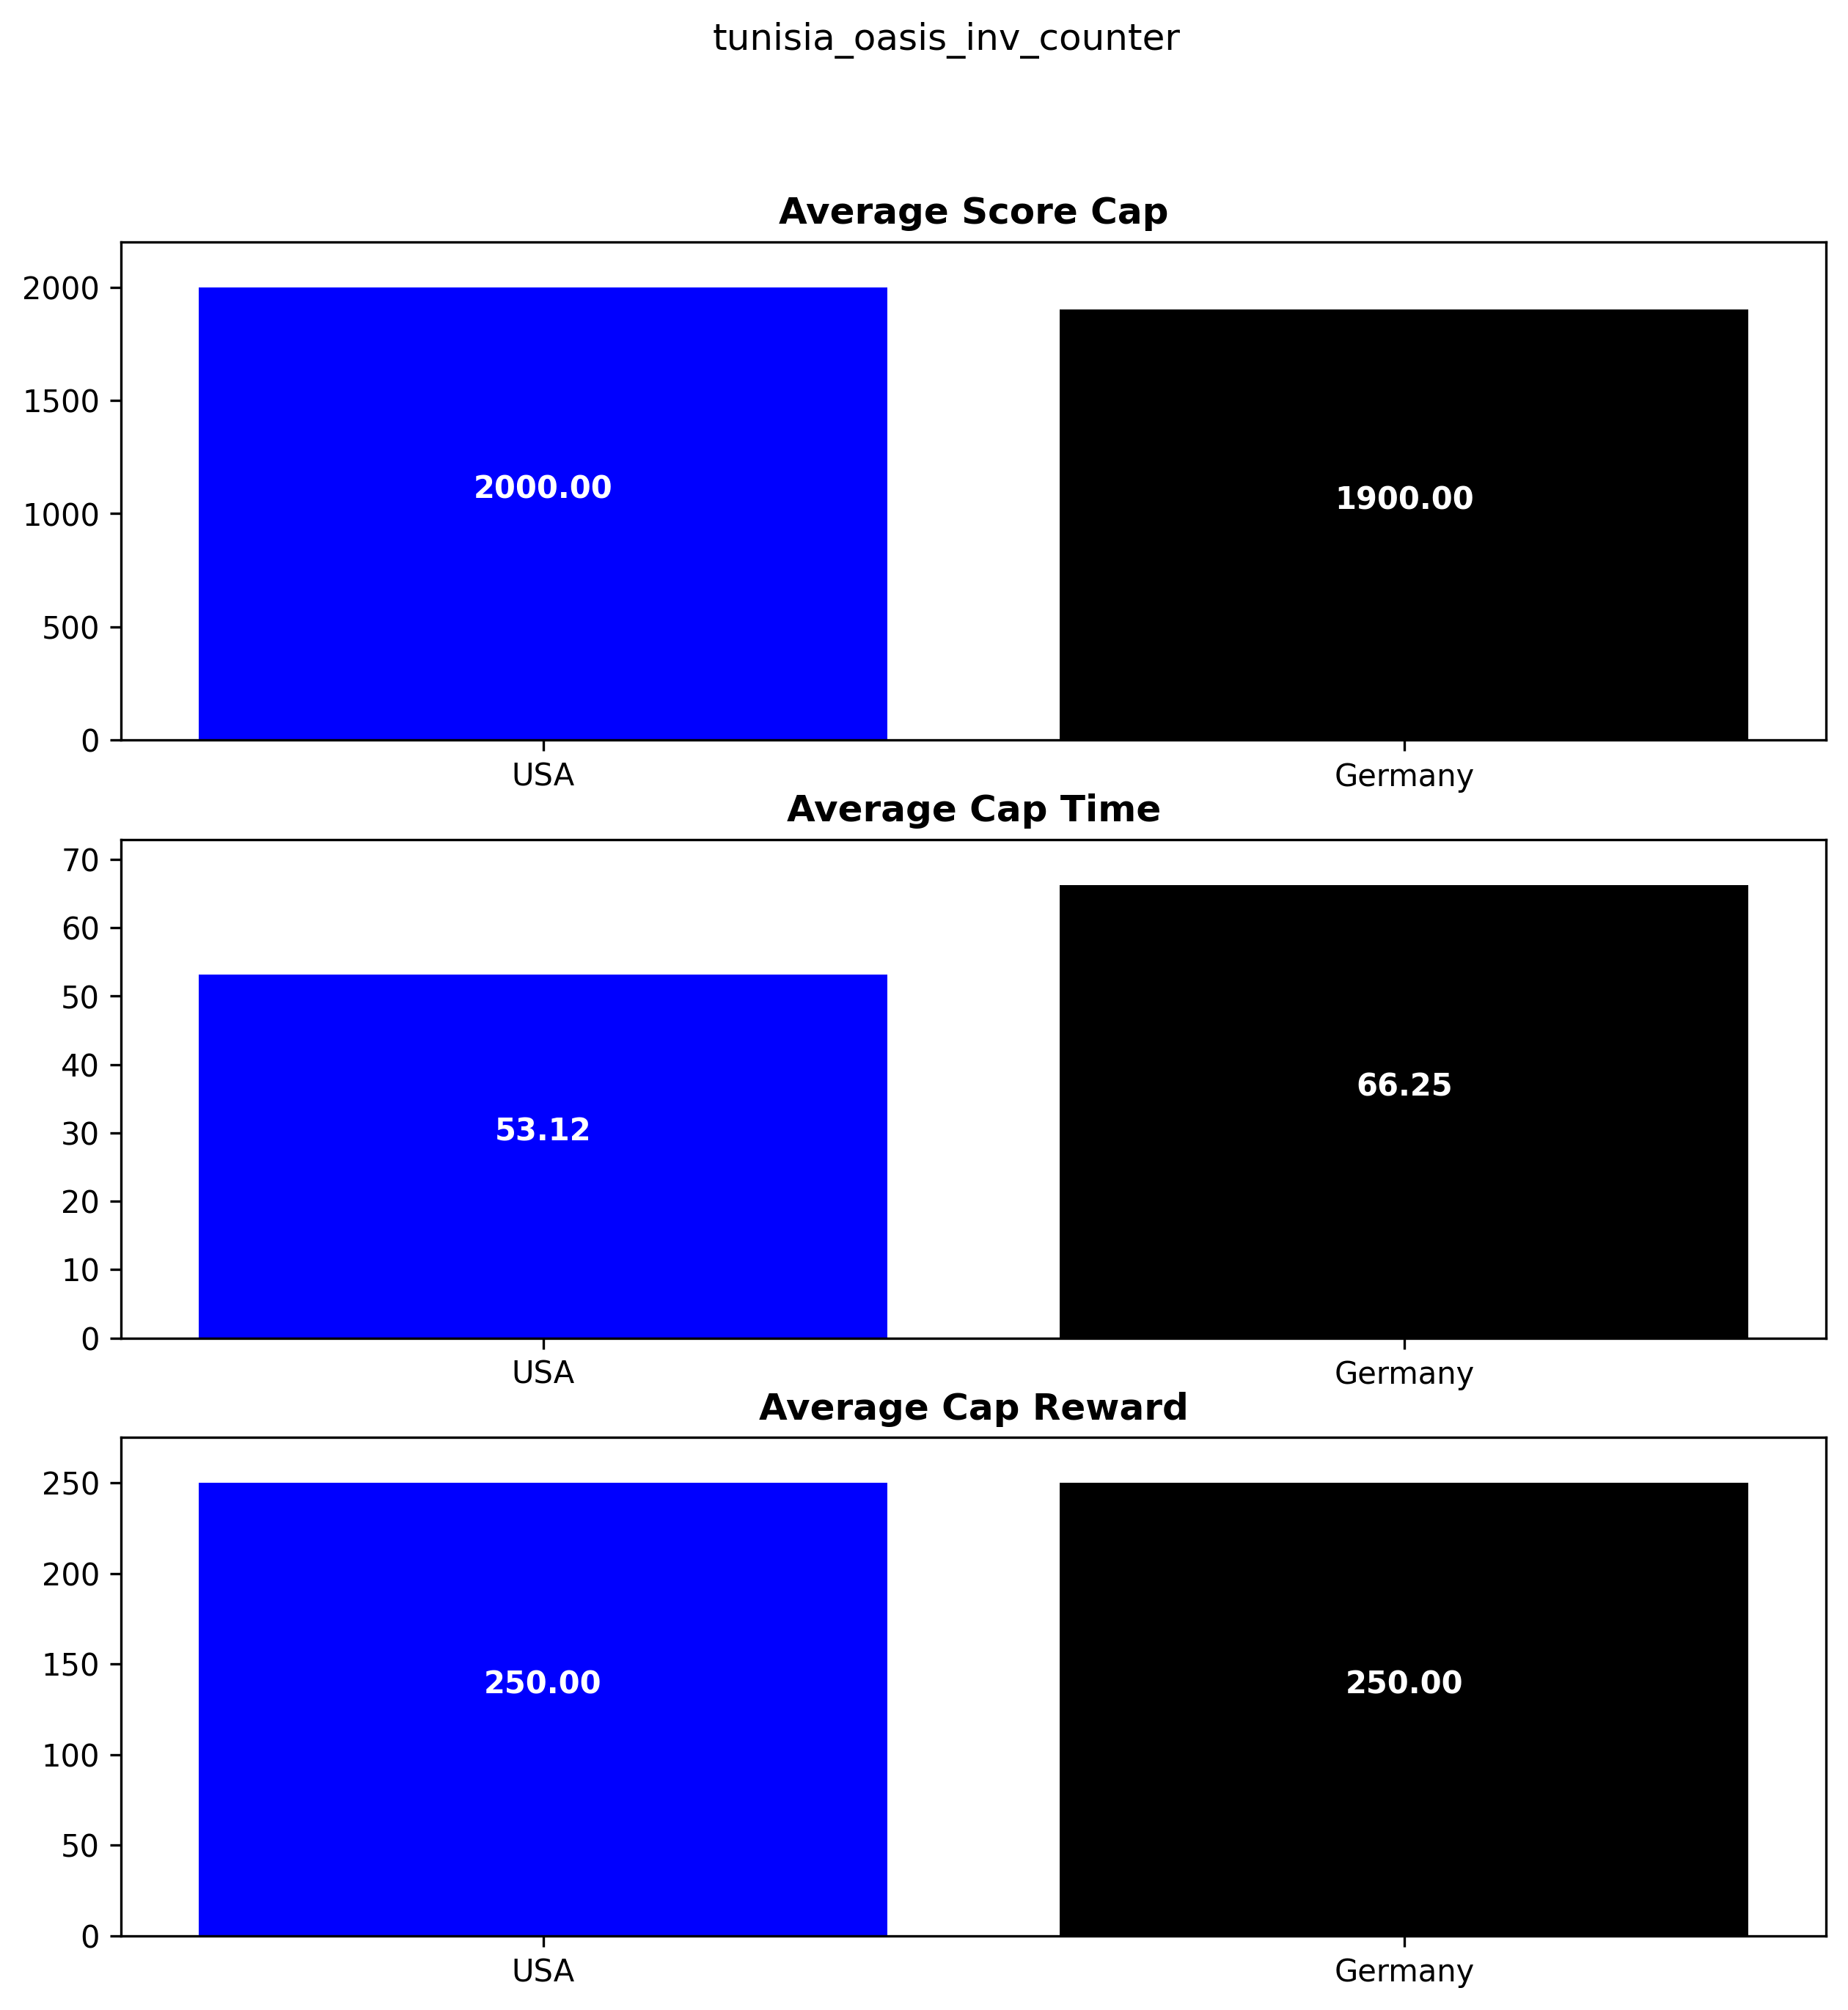 tunisia_oasis_inv_counter
Average Score Cap
2000
1500
1000
500
0
2000.00
1900.00
USA
Germany
Average Cap Time
70
60
50
40
30
20
10
0
53.12
66.25
USA
Germany
Average Cap Reward
250
200
150
100
50
0
250.00
250.00
USA
Germany